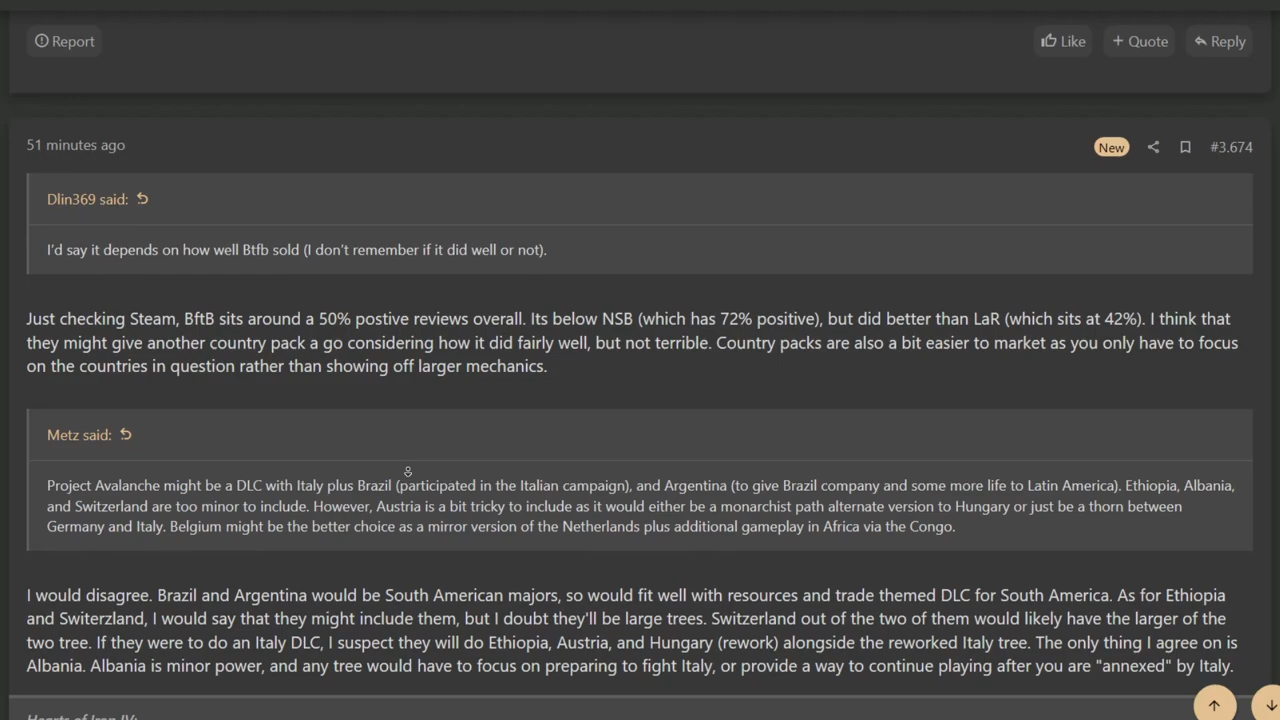 Report
Like
Quote
Reply
51 minutes ago
New
#3.674
Dlin369 said:
I'd say it depends on how well Btfb sold (I don't remember if it did well or not).
Just checking Steam, BftB sits around a 50% postive reviews overall. Its below NSB (which has 72% positive), but did better than LaR (which sits at 42%). I think that
they might give another country pack a go considering how it did fairly well, but not terrible. Country packs are also a bit easier to market as you only have to focus
on the countries in question rather than showing off larger mechanics.
Metz said:
Project Avalanche might be a DLC with Italy plus Brazil (participated in the Italian campaign), and Argentina (to give Brazil company and some more life to Latin America). Ethiopia, Albania,
and Switzerland are too minor to include. However, Austria is a bit tricky to include as it would either be a monarchist path alternate version to Hungary or just be a thorn between
Germany and Italy. Belgium might be the better choice as a mirror version of the Netherlands plus additional gameplay in Africa via the Congo.
I would disagree. Brazil and Argentina would be South American majors, so would fit well with resources and trade themed DLC for South America. As for Ethiopia
and Switerzland, I would say that they might include them, but I doubt they'll be large trees. Switzerland out of the two of them would likely have the larger of the
two tree. If they were to do an Italy DLC, I suspect they will do Ethiopia, Austria, and Hungary (rework) alongside the reworked Italy tree. The only thing I agree on is
Albania. Albania is minor power, and any tree would have to focus on preparing to fight Italy, or provide a way to continue playing after you are "annexed" by Italy.
Hearts of Iron IV: